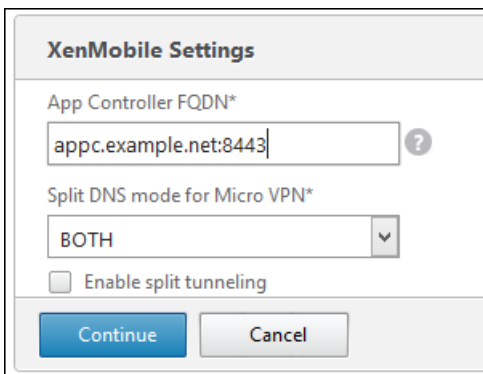 XenMobile Settings
App Controller FQDN*
appc.example.net:8443
?
Split DNS mode for Micro VPN*
BOTH
Enable split tunneling
Continue Cancel